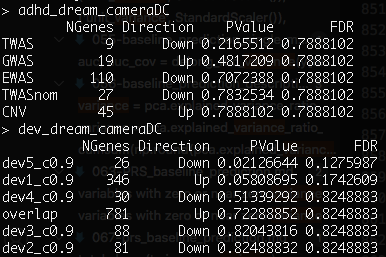 > adhd_dream_cameraDC
NGenes Direction PValue FDR
TWAS 9 Down 0.2165512 0.7888102
GWAS 19 Up 0.4817209 0.7888102
EWAS 110 Down 0.7072388 0.7888102
TWASnom 27 Down 0.7832534 0.7888102
CNV 45 Up 0.7888102 0.7888102
> dev_dream_cameraDC
NGenes Direction PValue FDR
dev5_c0.9 26 Down 0.02126644 0.1275987
dev1_c0.9 346 Up 0.05808695 0.1742609
dev4_c0.9 30 Down 0.51339292 0.8248883
overlap 781 Up 0.72288852 0.8248883
dev3_c0.9 88 Down 0.82043816 0.8248883
dev2_c0.9 81 Down 0.82488832 0.8248883